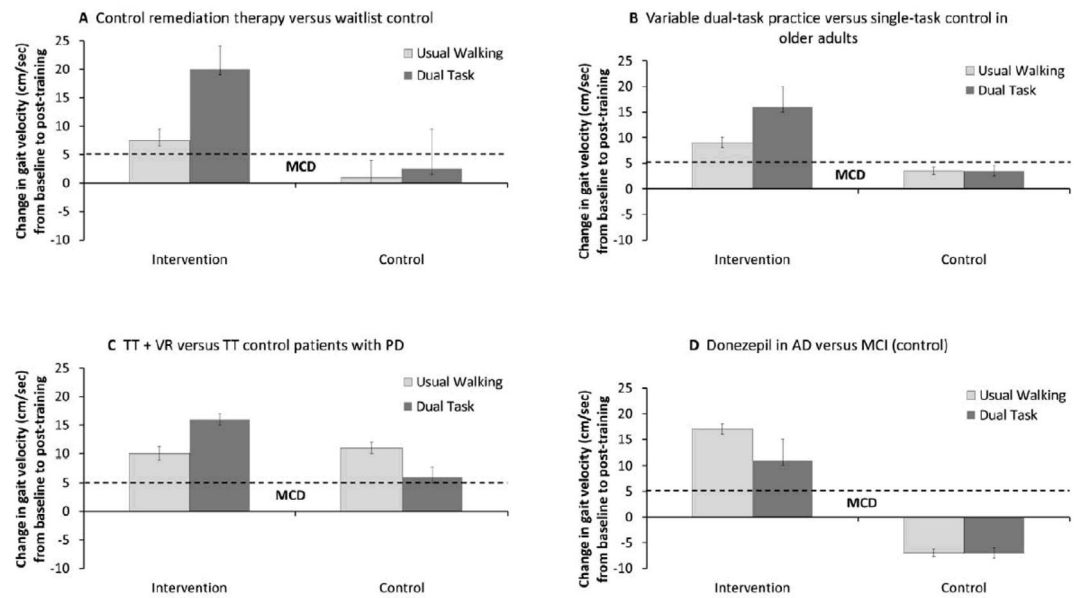 A Control remediation therapy versus waitlist control
Change in gait velocity (cm/sec)
from baseline to post-training
25
20
15
10
5
0
-5
-10
Usual Walking
Dual Task
MCD
Intervention
Control
B Variable dual-task practice versus single-task control in
older adults
Change in gait velocity (cm/sec)
from baseline to post-training
25
20
15
10
5
0
-5
-10
Usual Walking
Dual Task
MCD
Intervention
Control
C TT + VR versus TT control patients with PD
Change in gait velocity (cm/sec)
from baseline to post-training
25
20
15
10
5
0
-5
-10
Usual Walking
Dual Task
MCD
Intervention
Control
D Donezepil in AD versus MCI (control)
Change in gait velocity (cm/sec)
from baseline to post-training
25
20
15
10
5
0
-5
-10
Usual Walking
Dual Task
MCD
Intervention
Control